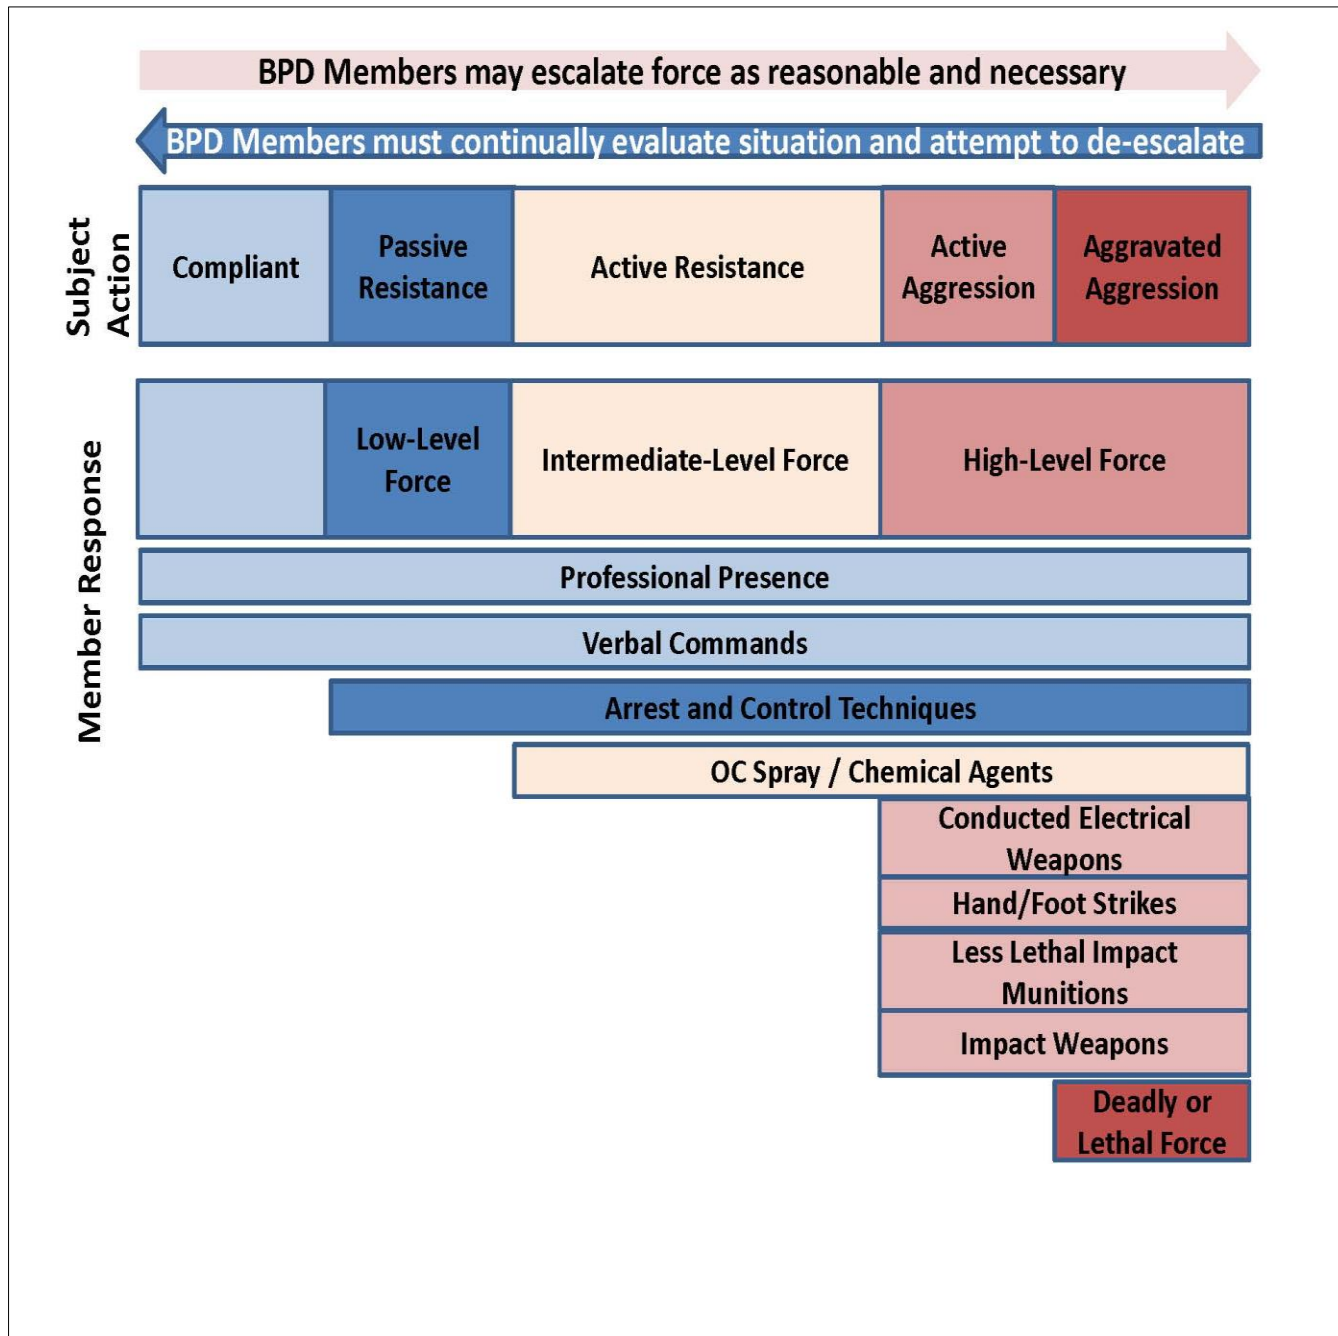 BPD Members may escalate force as reasonable and necessary
BPD Members must continually evaluate situation and attempt to de-escalate
Subject
Action
Compliant
Passive
Resistance
Active Resistance
Active
Aggression
Aggravated
Aggression
Member Response
Low-Level
Force
Intermediate-Level Force
High-Level Force
Professional Presence
Verbal Commands
Arrest and Control Techniques
OC Spray / Chemical Agents
Conducted Electrical
Weapons
Hand/Foot Strikes
Less Lethal Impact
Munitions
Impact Weapons
Deadly or
Lethal Force